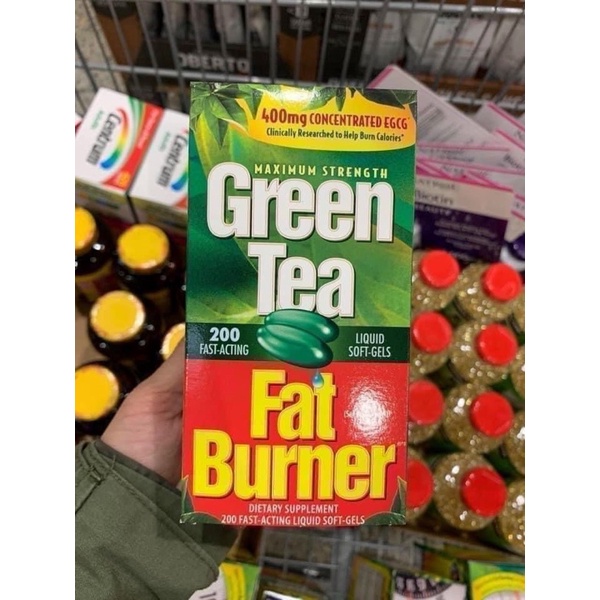 OBERTO
400mg CONCENTRATED EGCG
Clinically Researched to Help Burn Calories*
MAXIMUM STRENGTH
Green
Tea
200
FAST-ACTING
LIQUID
SOFT-GELS
Fat
Burner
DIETARY SUPPLEMENT
200 FAST-ACTING LIQUID SOFT-GELS
Centrum
Centrum